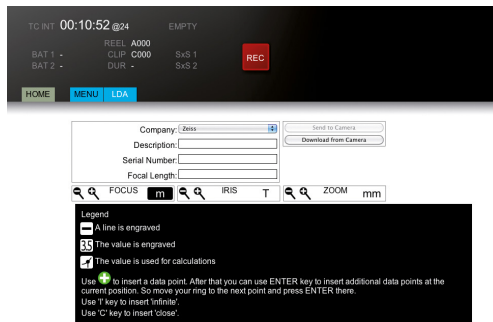 TC INT 00:10:52 @24 EMPTY
REEL A000
BAT 1 - CLIP C000 SxS 1
BAT 2 - DUR - SxS 2
REC
HOME MENU LDA
Company: Zeiss Send to Camera
Description: Download from Camera
Serial Number:
Focal Length:
FOCUS m IRIS T ZOOM mm
Legend
A line is engraved
3.5 The value is engraved
The value is used for calculations
Use to insert a data point. After that you can use ENTER key to insert additional data points at the
current position. So move your ring to the next point and press ENTER there.
Use 'I' key to insert 'infinite'.
Use 'C' key to insert 'close'.